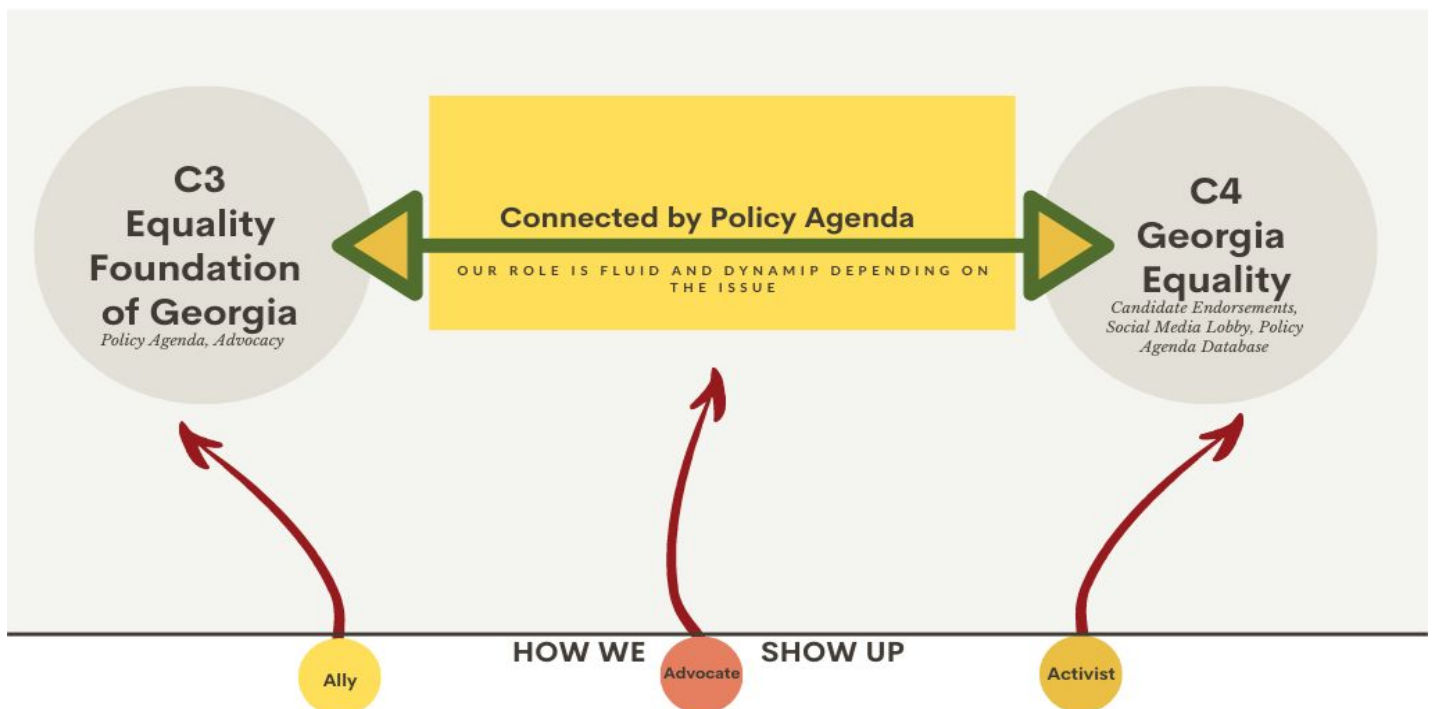 C3
Equality
Foundation
of Georgia
Policy Agenda, Advocacy
Connected by Policy Agenda
OUR ROLE IS FLUID AND DYNAMIP DEPENDING ON
THE ISSUE
C4
Georgia
Equality
Candidate Endorsements,
Social Media Lobby, Policy
Agenda Database
HOW WE
SHOW UP
Ally
Advocate
Activist